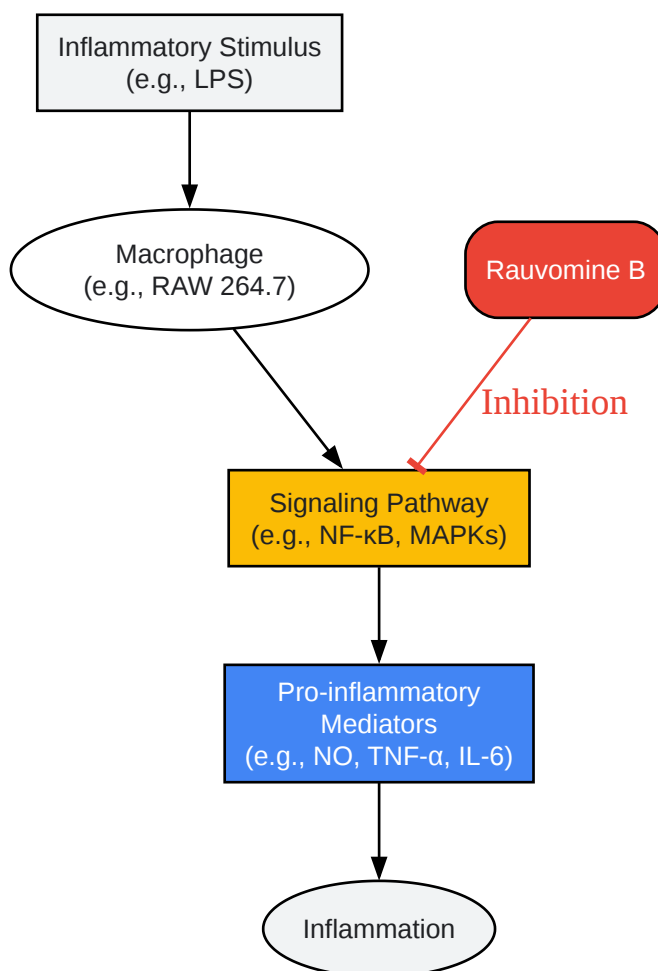 Inflammatory Stimulus
(e.g., LPS)
Macrophage
(e.g., RAW 264.7)
Rauvomine B
Inhibition
Signaling Pathway
(e.g., NF-κB, MAPKs)
Pro-inflammatory
Mediators
(e.g., NO, TNF-α, IL-6)
Inflammation